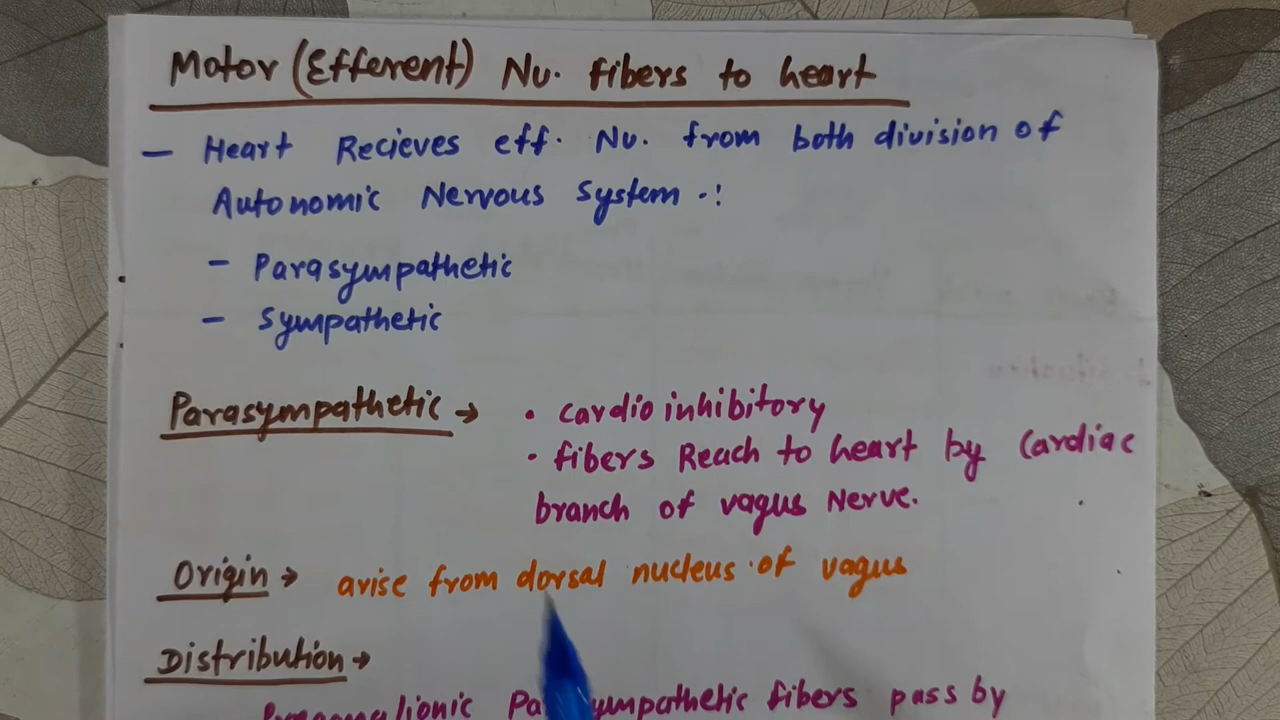 Motor (Efferent) Nv. fibers to heart
– Heart Recieves eff. Nv. from both division of
Autonomic Nervous System .:
– Parasympathetic
– Sympathetic
Parasympathetic → • cardio inhibitory
• fibers Reach to heart by Cardiac
branch of vagus Nerve.
Origin → arise from dorsal nucleus of vagus
Distribution →
fibers pass by